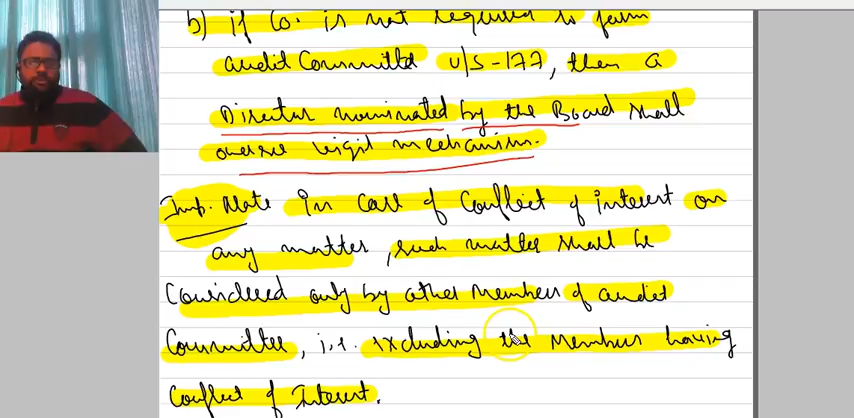 b) if Co. is not required to form
audit Committee u/s-177, then a
Director nominated by the Board shall
oversee vigil mechanism.
Imp. Note In case of Conflict of interest on
any matter, such matter shall be
Considered only by other members of audit
Committee, i.e. excluding the Members having
Conflict of Interest.